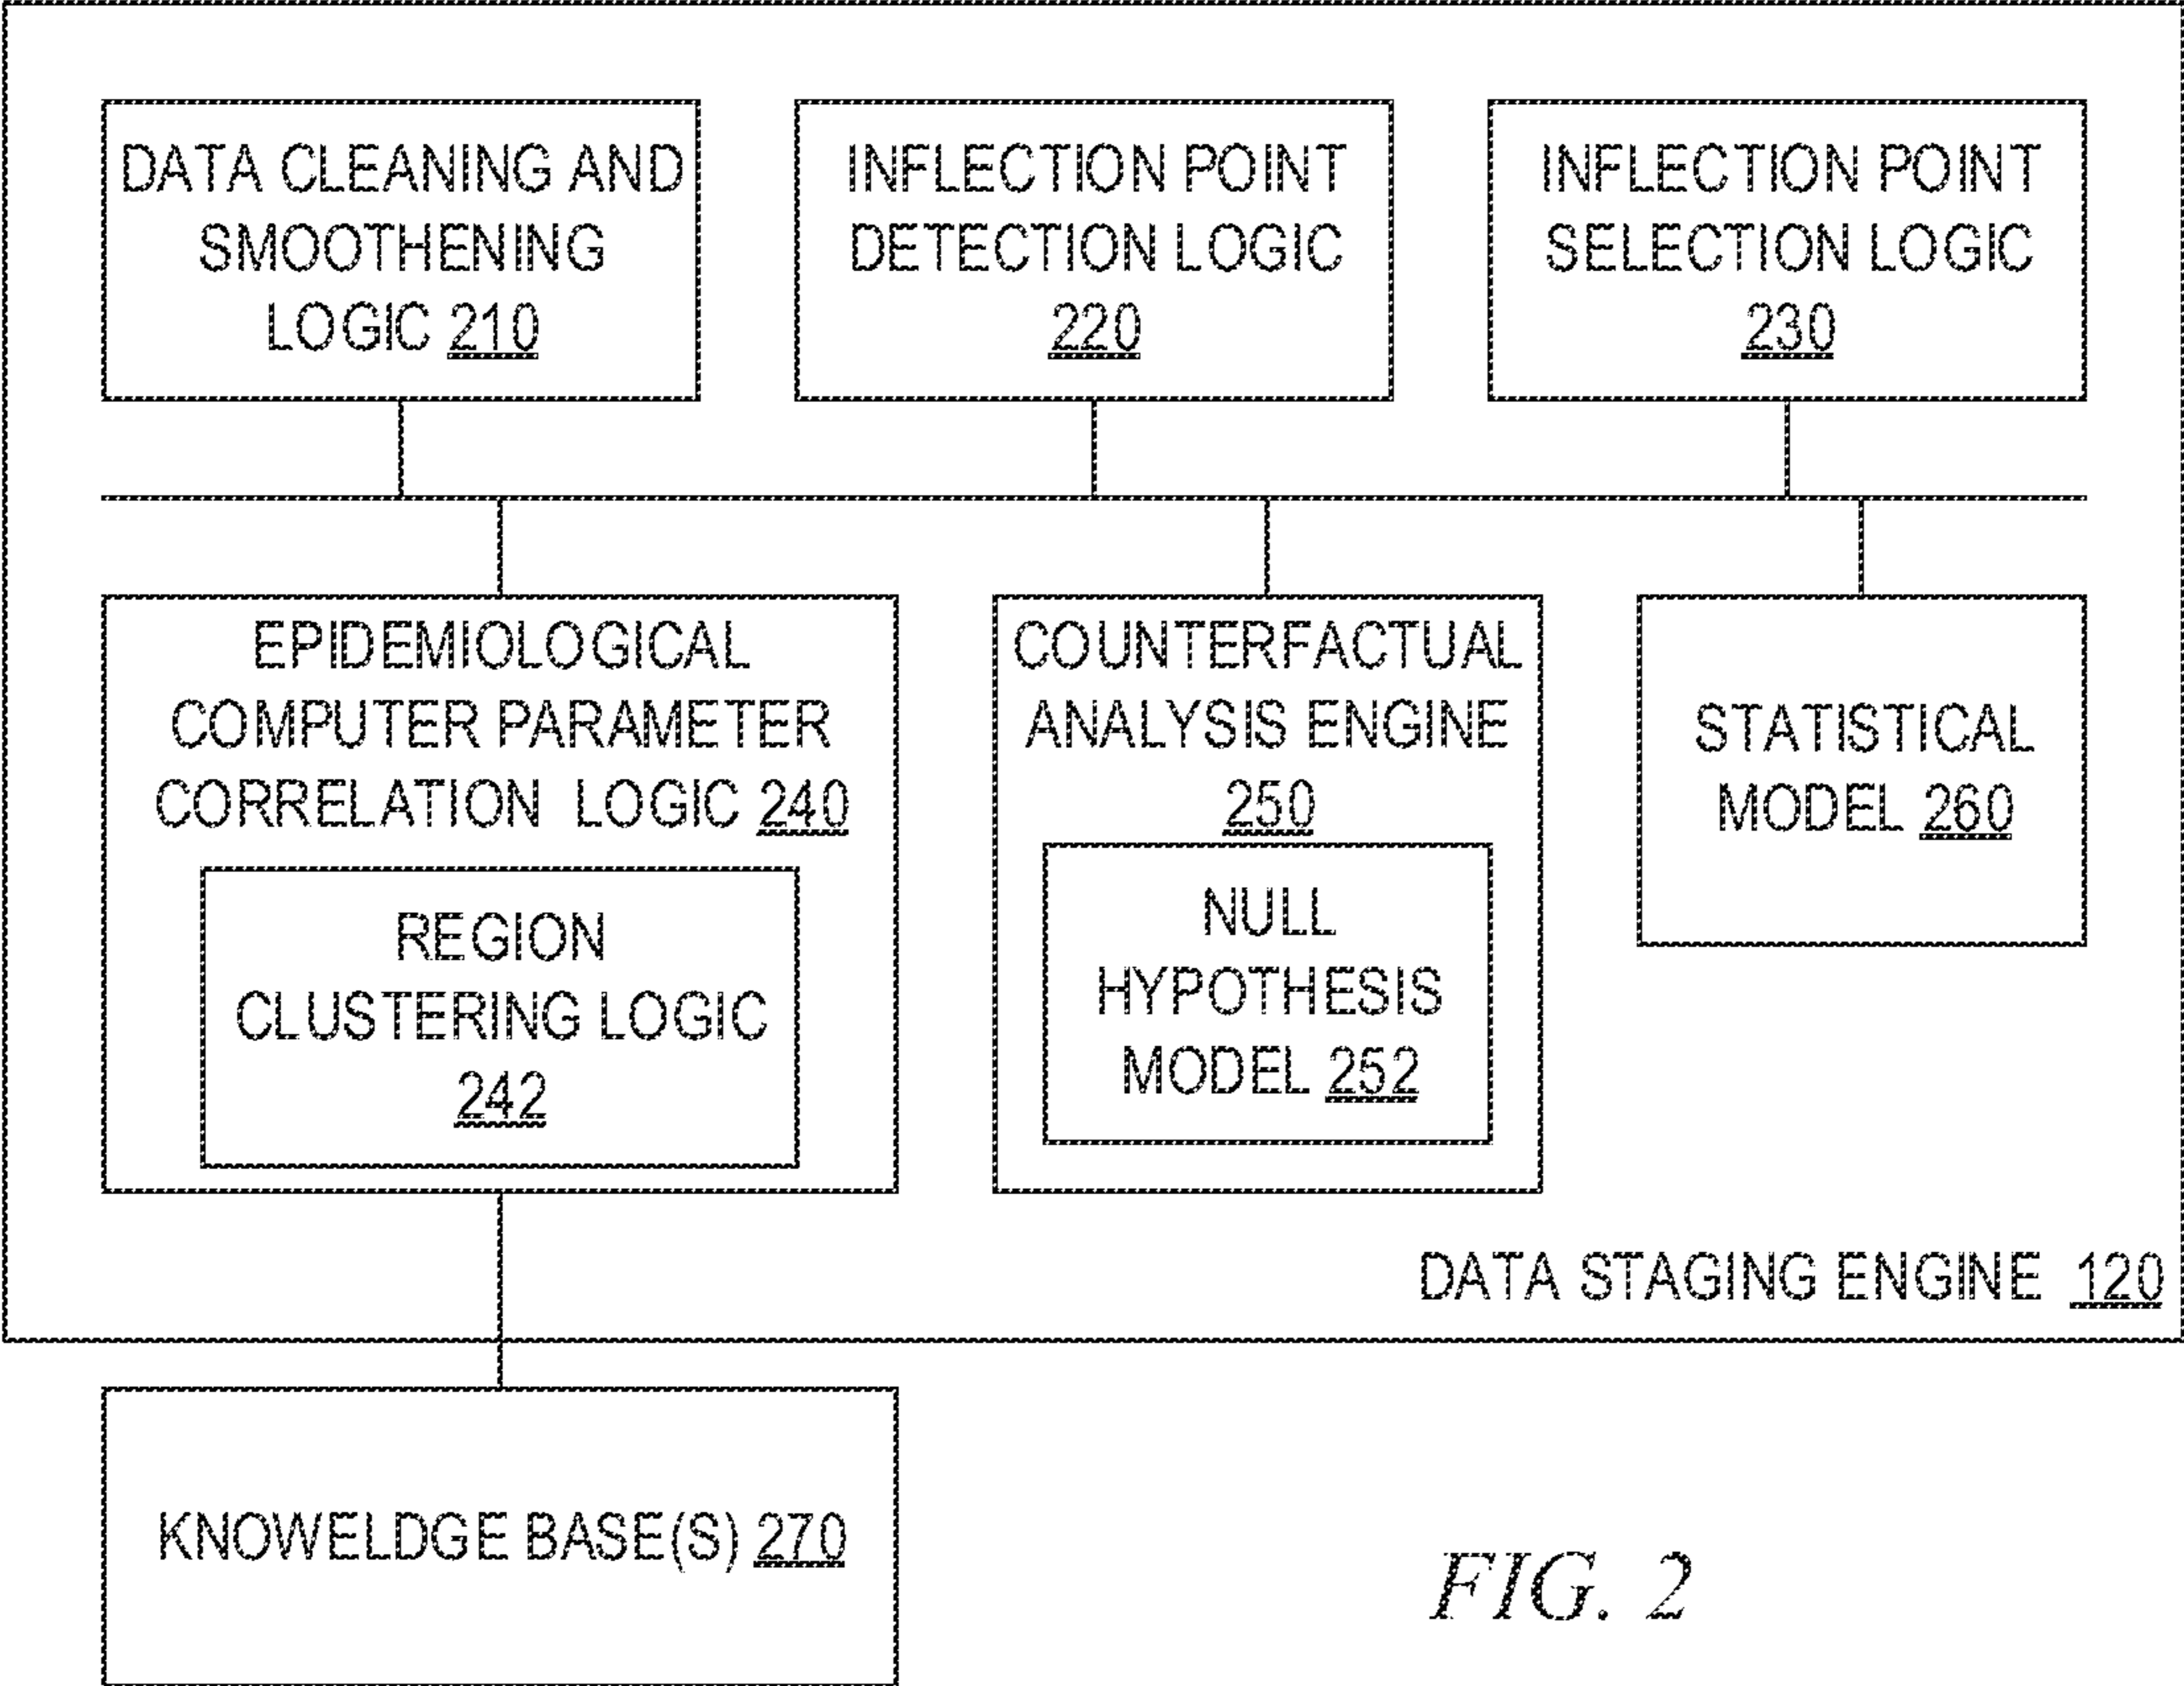 DATA CLEANING AND
SMOOTHENING
LOGIC 210
INFLECTION POINT
DETECTION LOGIC
220
INFLECTION POINT
SELECTION LOGIC
230
EPIDEMIOLOGICAL
COMPUTER PARAMETER
CORRELATION LOGIC 240
REGION
CLUSTERING LOGIC
242
COUNTERFACTUAL
ANALYSIS ENGINE
250
NULL
HYPOTHESIS
MODEL 252
STATISTICAL
MODEL 260
DATA STAGING ENGINE 120
KNOWELDGE BASE(S) 270
FIG. 2